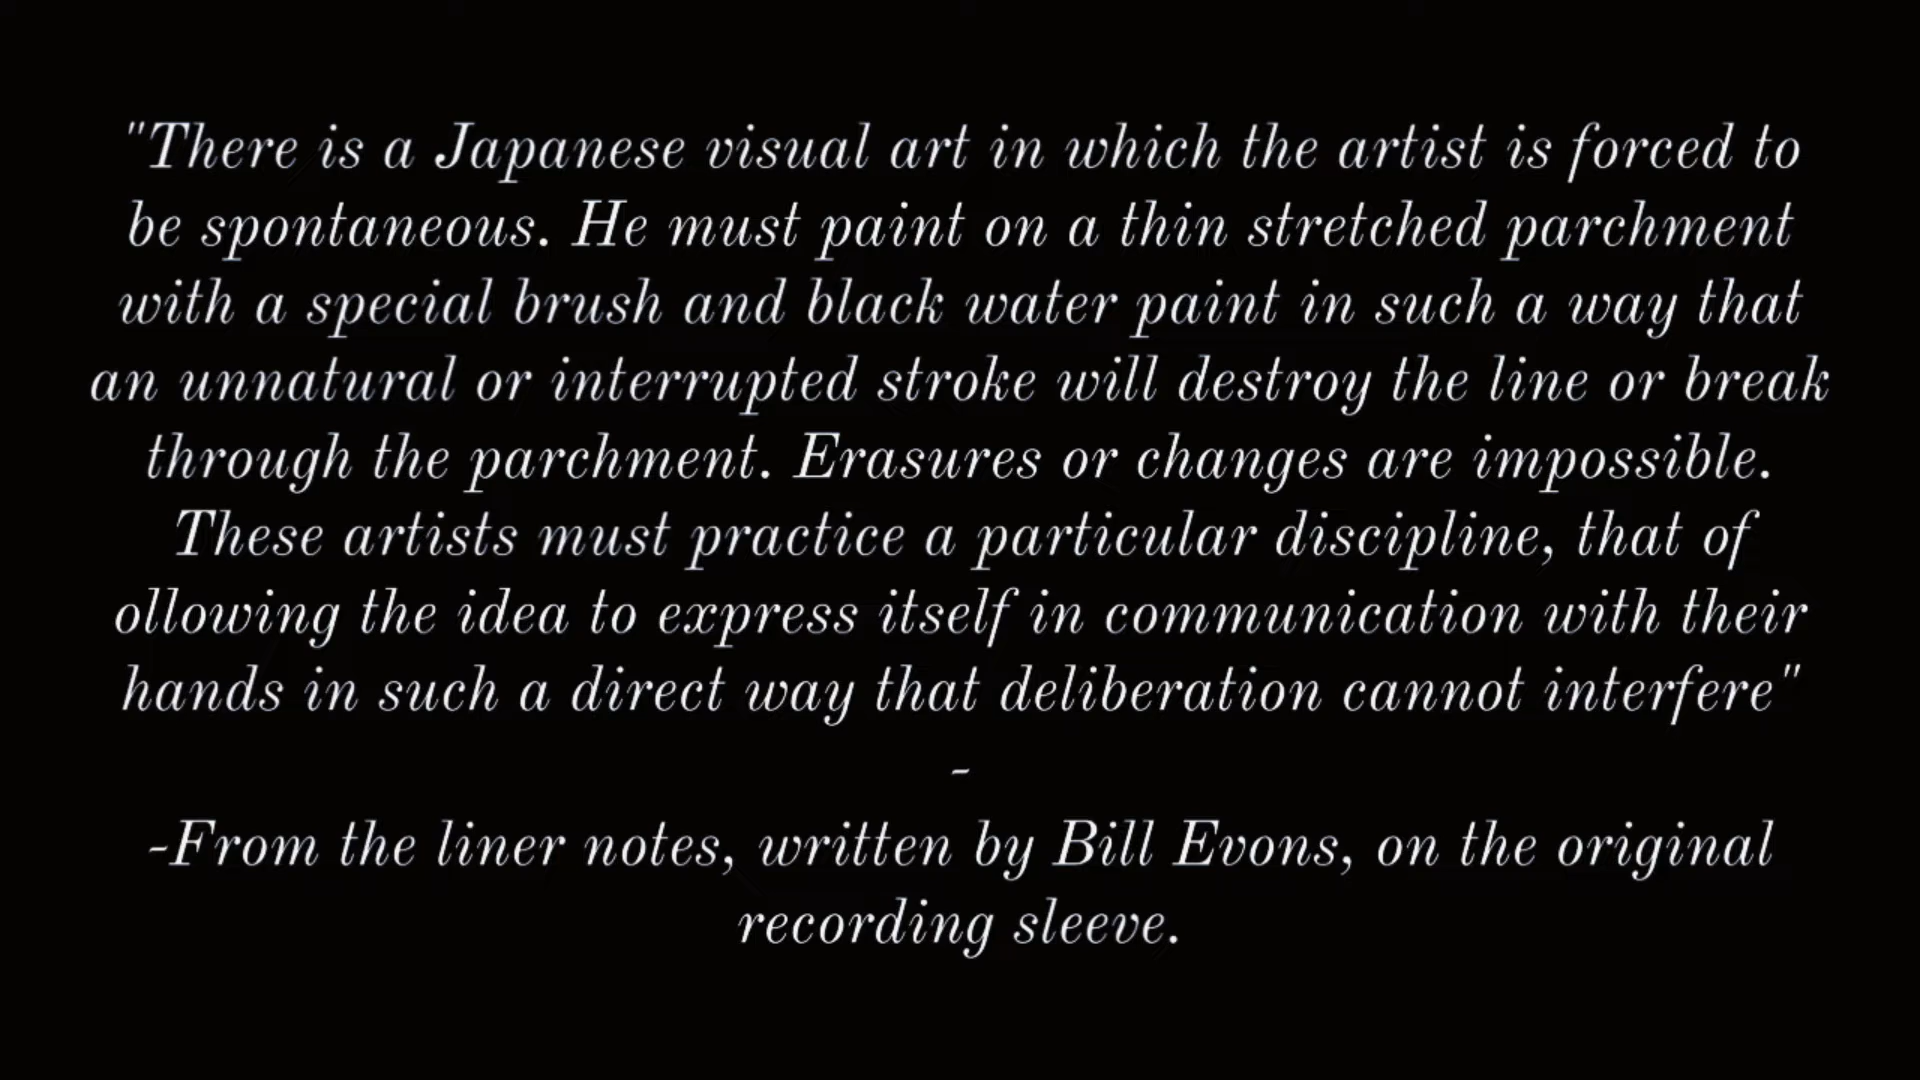 "There is a Japanese visual art in which the artist is forced to
be spontaneous. He must paint on a thin stretched parchment
with a special brush and black water paint in such a way that
an unnatural or interrupted stroke will destroy the line or break
through the parchment. Erasures or changes are impossible.
These artists must practice a particular discipline, that of
ollowing the idea to express itself in communication with their
hands in such a direct way that deliberation cannot interfere"
-
-From the liner notes, written by Bill Evons, on the original
recording sleeve.